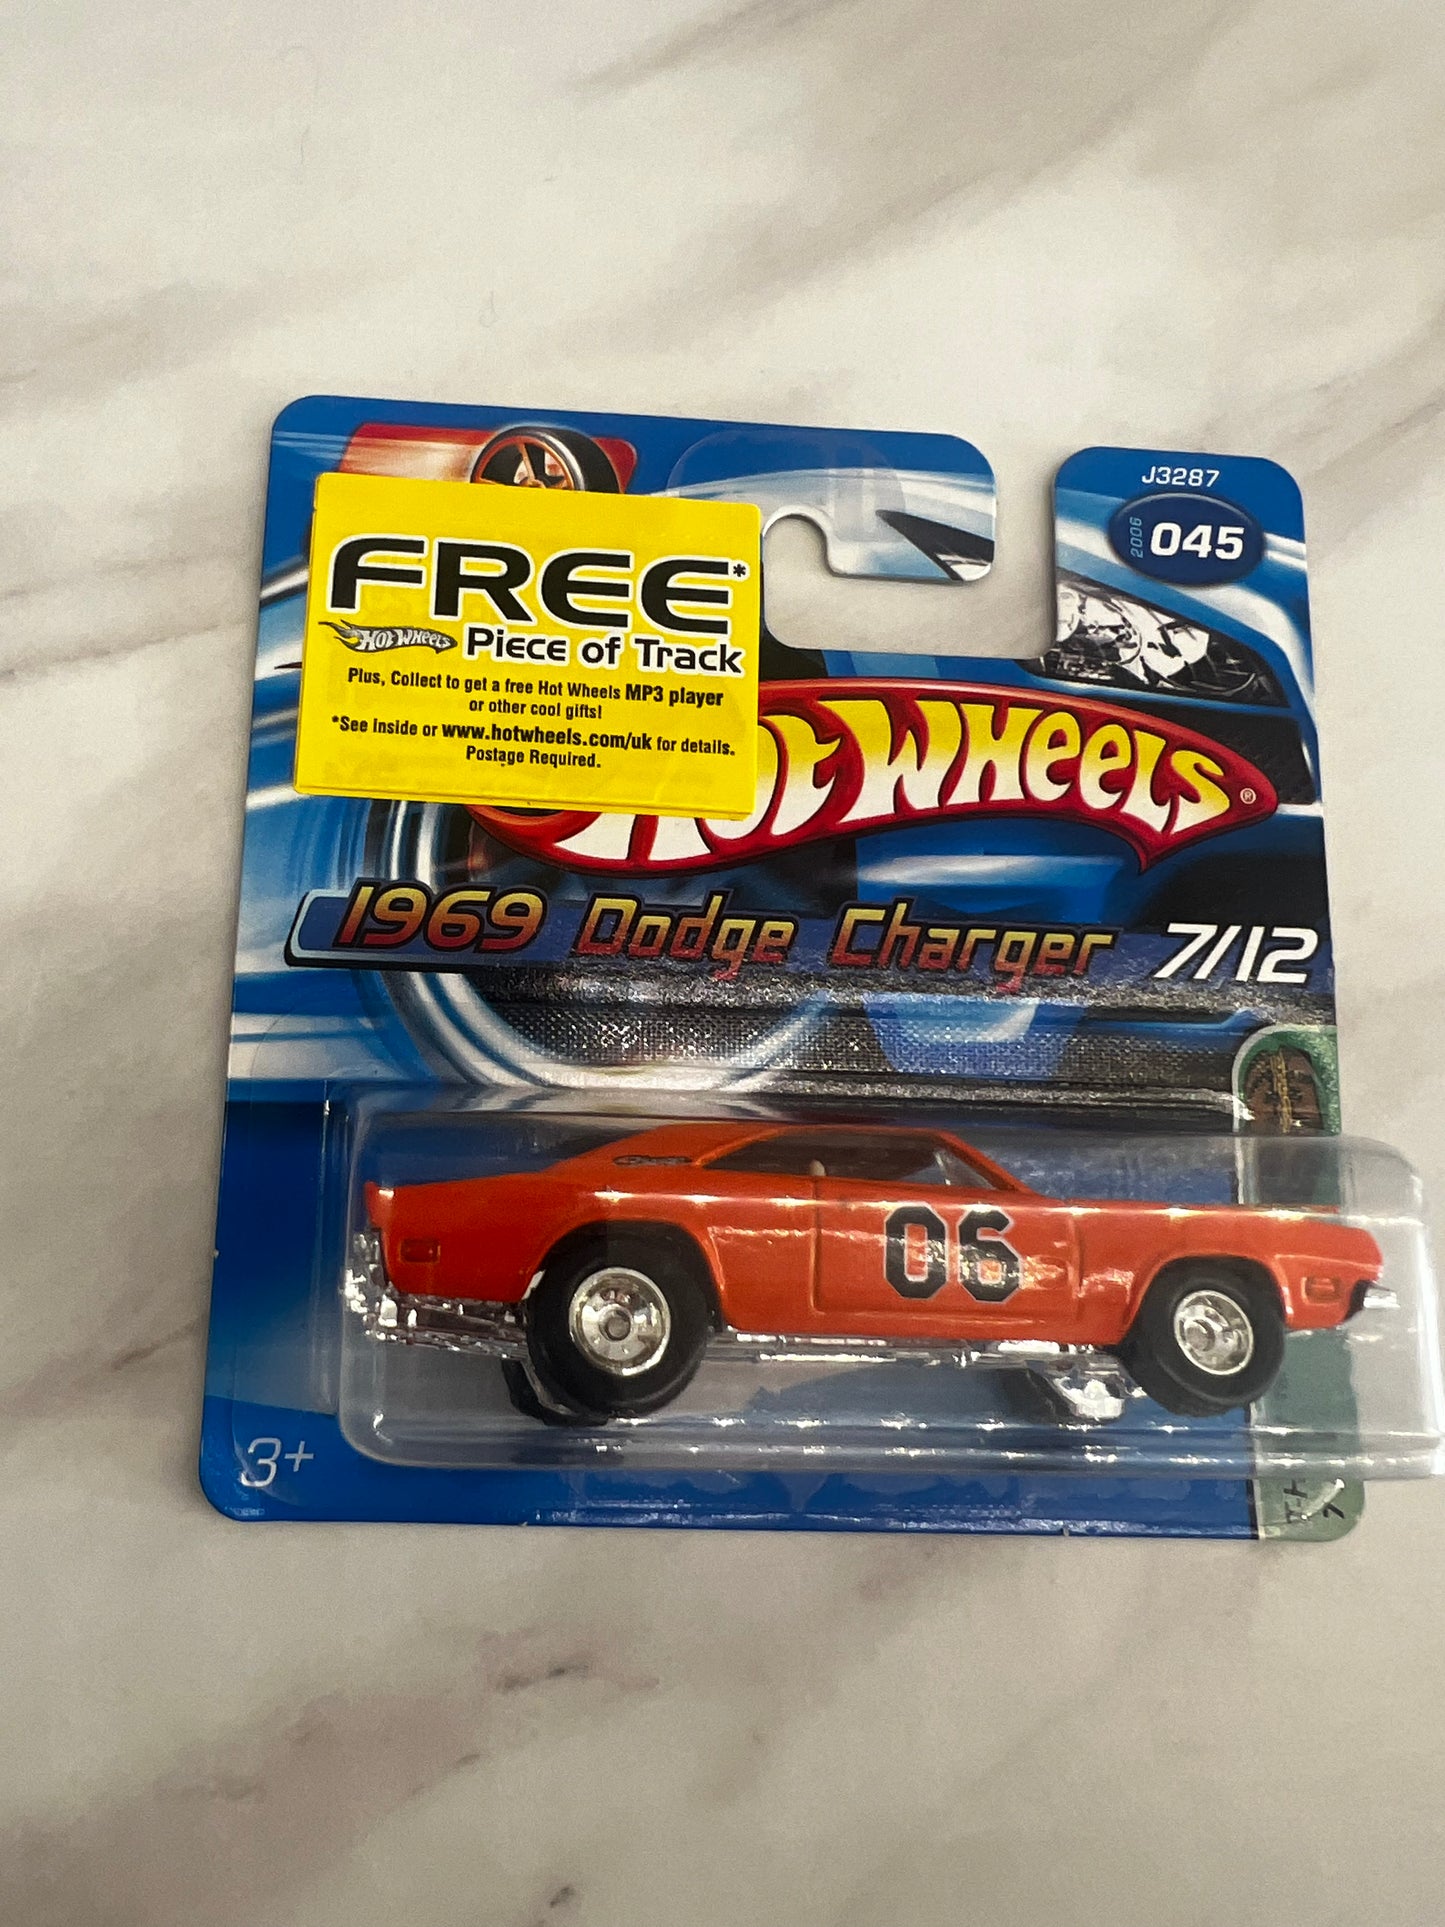 J3287
2006
045
FREE*
HOT WHEELS Piece of Track
Plus, Collect to get a free Hot Wheels MP3 player
or other cool gifts!
*See Inside or www.hotwheels.com/uk for details.
Postage Required.
HOT WHEELS®
1969 Dodge Charger 7/12
Charger
06
3+
T-H